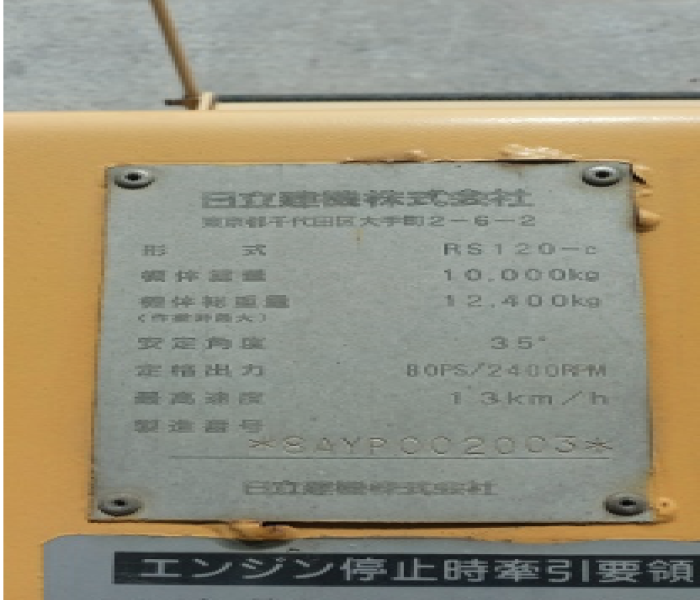 日立建機株式会社
東京都千代田区大手町2-6-2
形 式 RS120-c
機体重量 10,000kg
機体総重量 12,400kg
(作業時最大)
安定角度 35°
定格出力 80PS/2400RPM
最高速度 13km/h
製造番号
*8AYP002003*
日立建機株式会社
エンジン停止時牽引要領